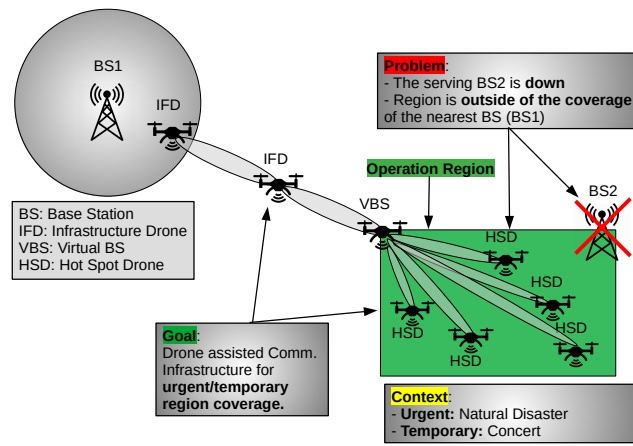 BS1
IFD
IFD
VBS
BS: Base Station
IFD: Infrastructure Drone
VBS: Virtual BS
HSD: Hot Spot Drone
Problem:
- The serving BS2 is down
- Region is outside of the coverage
of the nearest BS (BS1)
Operation Region
BS2
HSD
HSD
HSD
HSD
HSD
Goal:
Drone assisted Comm.
Infrastructure for
urgent/temporary
region coverage.
Context:
- Urgent: Natural Disaster
- Temporary: Concert